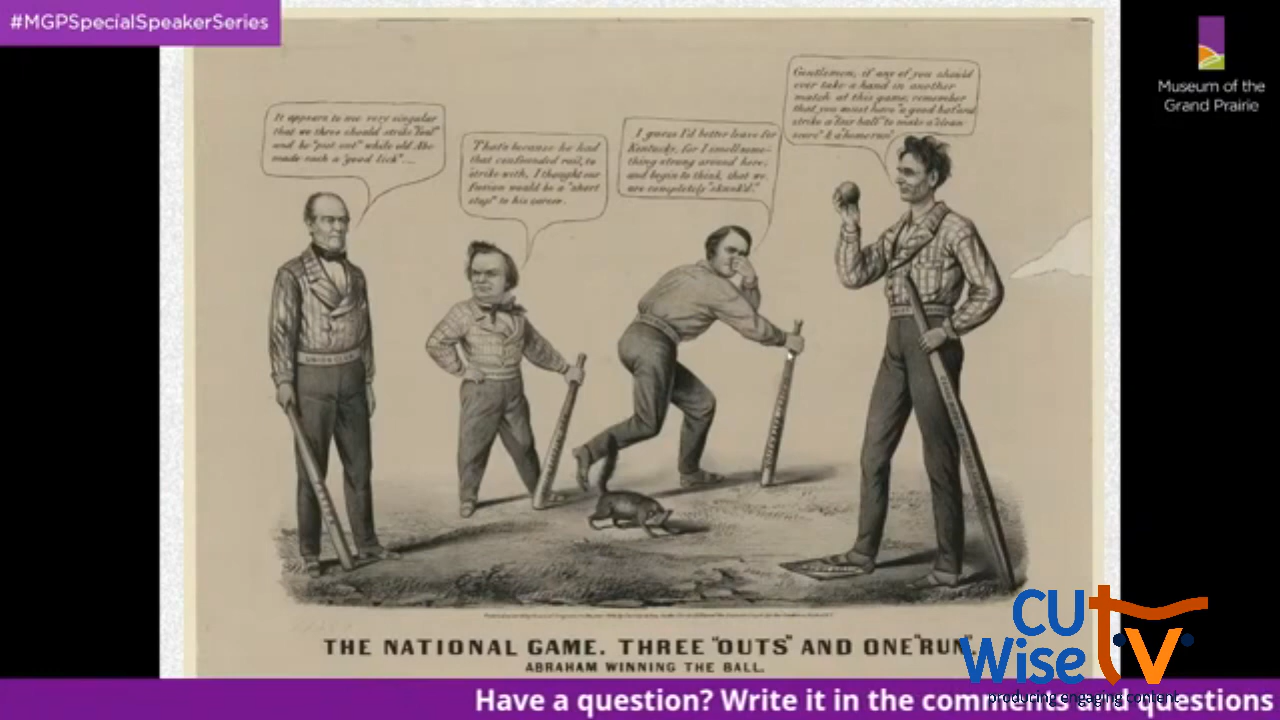 #MGPSpecialSpeakerSeries
Museum of the
Grand Prairie
It appears to me very singular
that we three should strike "foul"
and be "put out" while old Abe
made such a "good lick".
That's because he had
that confounded rail, to
strike with, I thought our
fusion would be a "short
stop" to his career.
I guess I'd better leave for
Kentucky, for I smell some-
thing strong around here;
and begin to think, that we
are completely "skunk'd."
Gentlemen, if any of you should
ever take a hand in another
match at this game, remember
that you must have "a good bat" and
strike a "fair ball" to make a "clean
score" & a "home run"
UNION CLUB
THE NATIONAL GAME. THREE "OUTS" AND ONE "RUN".
ABRAHAM WINNING THE BALL.
CU
Wise tv
producing engaging content
Have a question? Write it in the comments and questions